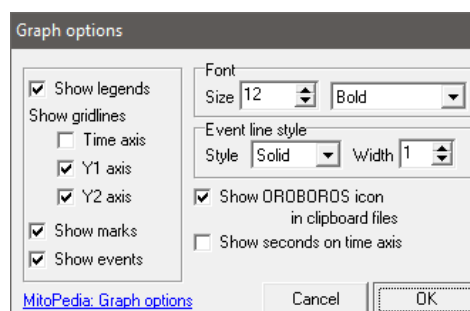 Graph options
Show legends
Show gridlines
Time axis
Y1 axis
Y2 axis
Show marks
Show events
Font
Size 12 Bold
Event line style
Style Solid Width 1
Show OROBOROS icon
in clipboard files
Show seconds on time axis
MitoPedia: Graph options
Cancel OK